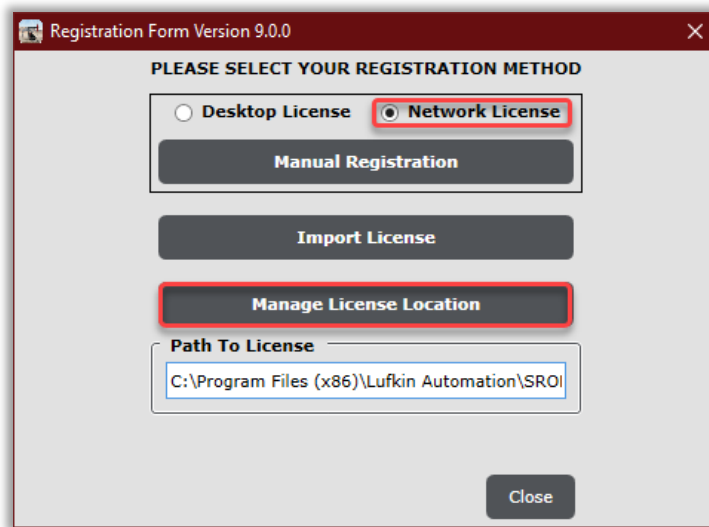 Registration Form Version 9.0.0
PLEASE SELECT YOUR REGISTRATION METHOD
Desktop License Network License
Manual Registration
Import License
Manage License Location
Path To License
C:\Program Files (x86)\Lufkin Automation\SRO
Close